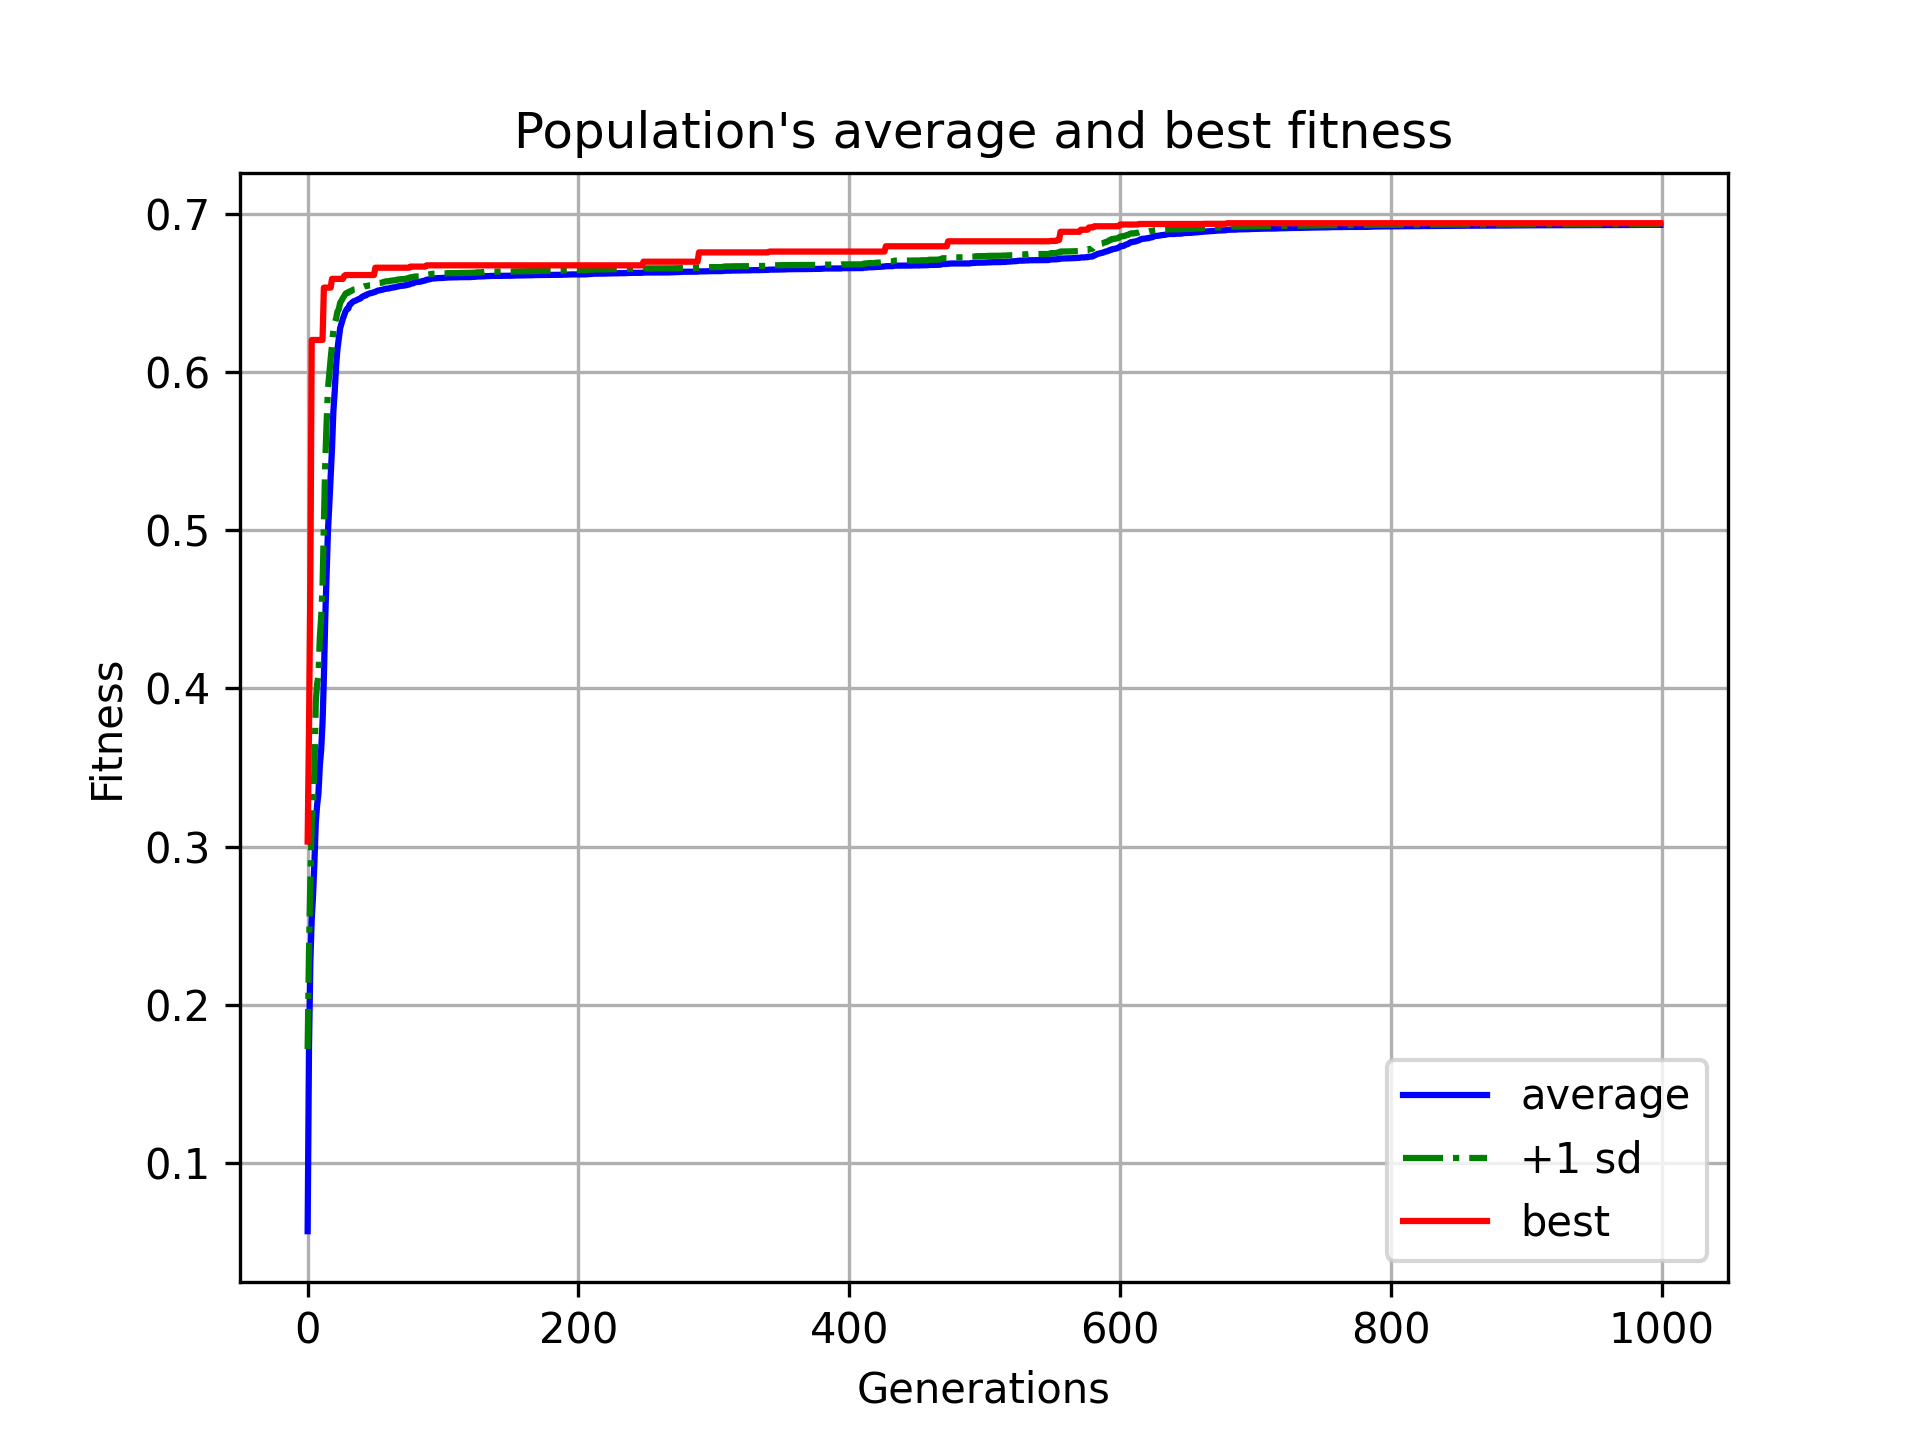 Population's average and best fitness
0.7
0.6
0.5
0.4
0.3
0.2
0.1
Fitness
average
+1 sd
best
0 200 400 600 800 1000
Generations